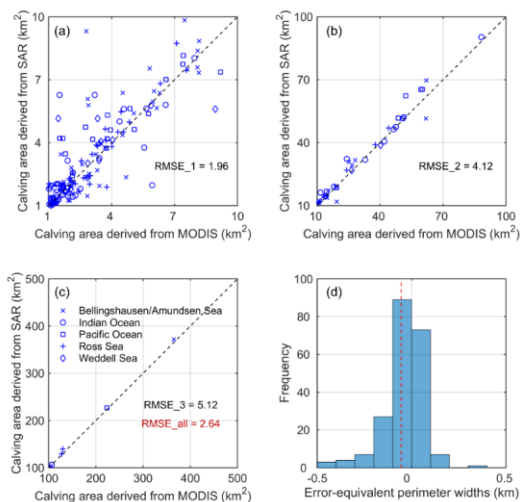 (a)
Calving area derived from SAR (km²)
10
7
4
1
1
4
7
10
RMSE_1 = 1.96
Calving area derived from MODIS (km²)
(b)
Calving area derived from SAR (km²)
100
70
40
10
10
40
70
100
RMSE_2 = 4.12
Calving area derived from MODIS (km²)
(c)
Calving area derived from SAR (km²)
500
400
300
200
100
Bellingshausen/Amundsen Sea
Indian Ocean
Pacific Ocean
Ross Sea
Weddell Sea
RMSE_3 = 5.12
RMSE_all = 2.64
100
200
300
400
500
Calving area derived from MODIS (km²)
(d)
Frequency
100
80
60
40
20
0
-0.5
0
0.5
Error-equivalent perimeter widths (km)